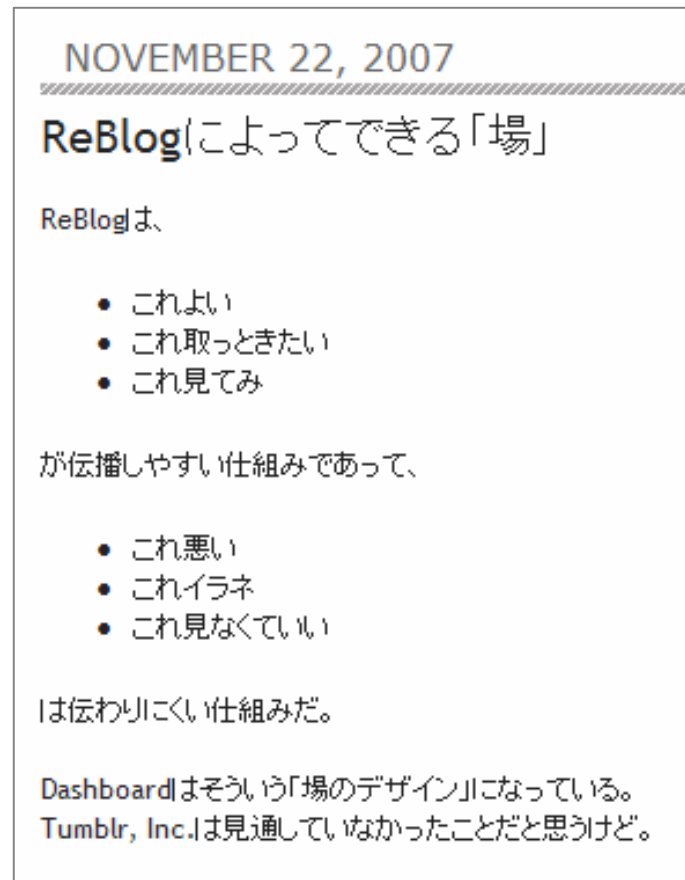 NOVEMBER 22, 2007
ReBlogによってできる「場」
ReBlogは、
• これよい
• これ取っときたい
• これ見てみ
が伝播しやすい仕組みであって、
• これ悪い
• これイラネ
• これ見なくていい
は伝わりにくい仕組みだ。
Dashboardはそういう「場のデザイン」になっている。
Tumblr, Inc.は見通していなかったことだと思うけど。